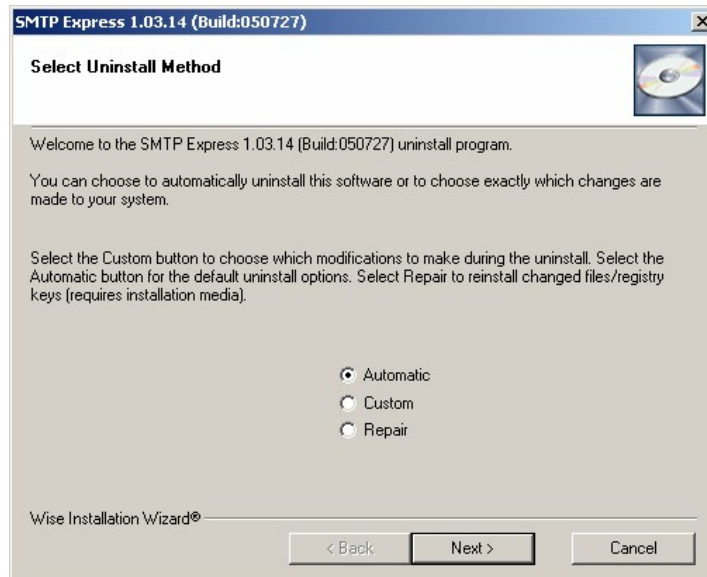 SMTP Express 1.03.14 (Build:050727)
Select Uninstall Method
Welcome to the SMTP Express 1.03.14 (Build:050727) uninstall program.
You can choose to automatically uninstall this software or to choose exactly which changes are
made to your system.
Select the Custom button to choose which modifications to make during the uninstall. Select the
Automatic button for the default uninstall options. Select Repair to reinstall changed files/registry
keys (requires installation media).
Automatic
Custom
Repair
Wise Installation Wizard®
< Back Next > Cancel